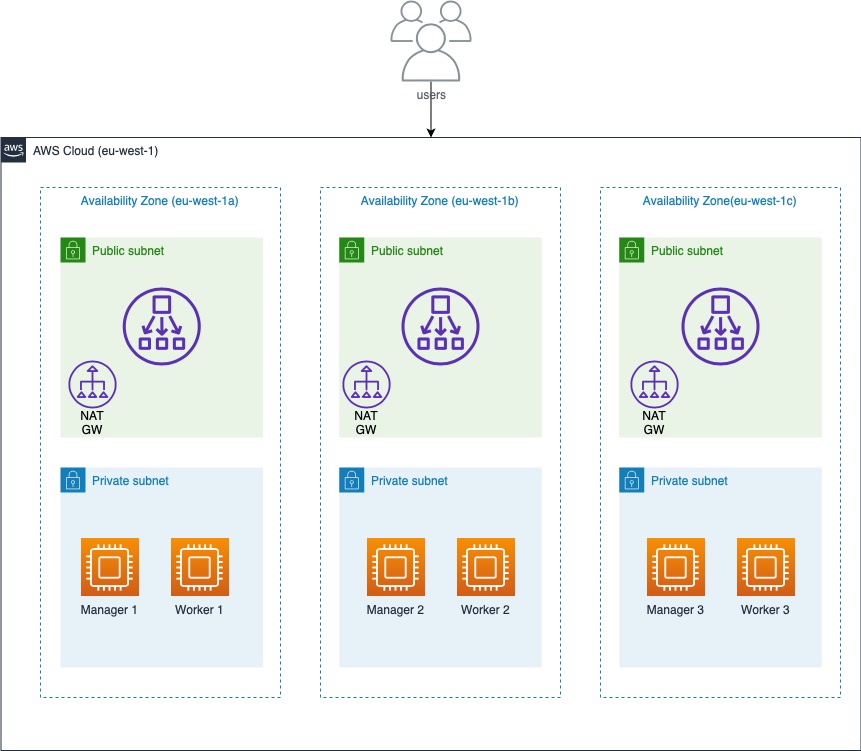 users
aws
AWS Cloud (eu-west-1)
Availability Zone (eu-west-1a)
Public subnet
NAT
GW
Private subnet
Manager 1
Worker 1
Availability Zone (eu-west-1b)
Public subnet
NAT
GW
Private subnet
Manager 2
Worker 2
Availability Zone(eu-west-1c)
Public subnet
NAT
GW
Private subnet
Manager 3
Worker 3